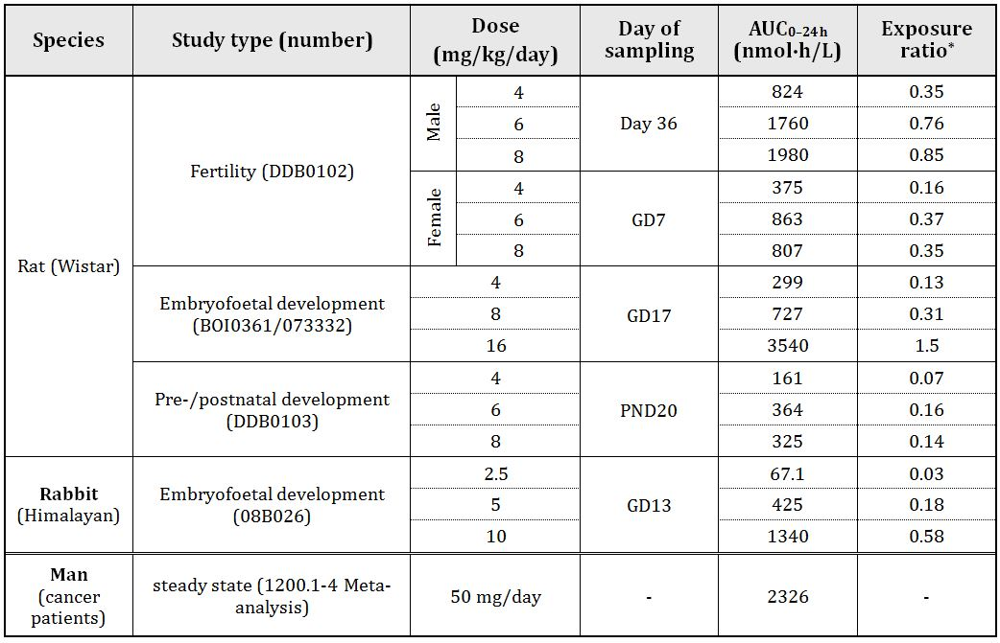 Species Study type (number) Dose (mg/kg/day) Day of sampling AUC0–24h (nmol·h/L) Exposure ratio*
Rat (Wistar) Fertility (DDB0102) Male 4 Day 36 824 0.35
6 1760 0.76
8 1980 0.85
Female 4 GD7 375 0.16
6 863 0.37
8 807 0.35
Embryofoetal development (BOI0361/073332) 4 GD17 299 0.13
8 727 0.31
16 3540 1.5
Pre-/postnatal development (DDB0103) 4 PND20 161 0.07
6 364 0.16
8 325 0.14
Rabbit (Himalayan) Embryofoetal development (08B026) 2.5 GD13 67.1 0.03
5 425 0.18
10 1340 0.58
Man (cancer patients) steady state (1200.1-4 Meta-analysis) 50 mg/day - 2326 -